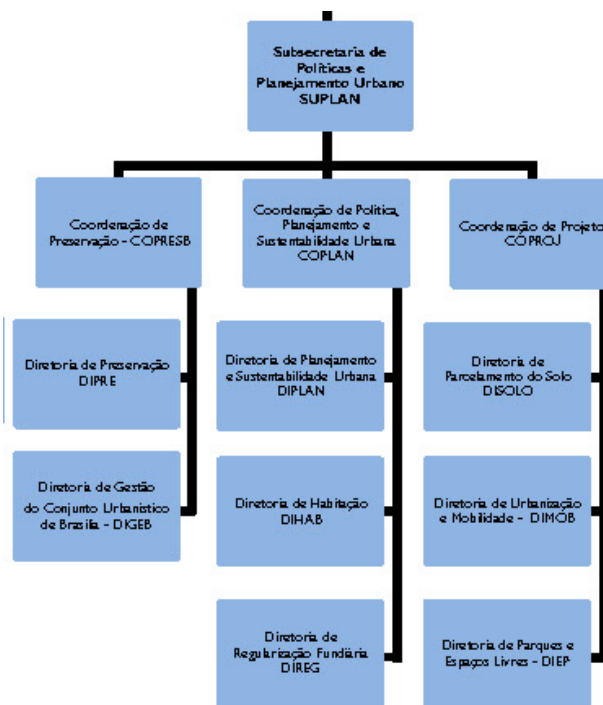 Subsecretaria de
Políticas e
Planejamento Urbano
SUPLAN
Coordenação de
Preservação - COPRESB
Coordenação de Política,
Planejamento e
Sustentabilidade Urbana
COPLAN
Coordenação de Projeto
COPROJ
Diretoria de Preservação
DIPRE
Diretoria de Planejamento
e Sustentabilidade Urbana
DIPLAN
Diretoria de
Parcelamento do Solo
DISOLO
Diretoria de Gestão
do Conjunto Urbanístico
de Brasília - DIGEB
Diretoria de Habitação
DIHAB
Diretoria de Urbanização
e Mobilidade - DIMOB
Diretoria de
Regularização Fundiária
DIREG
Diretoria de Parques e
Espaços Livres - DIEP